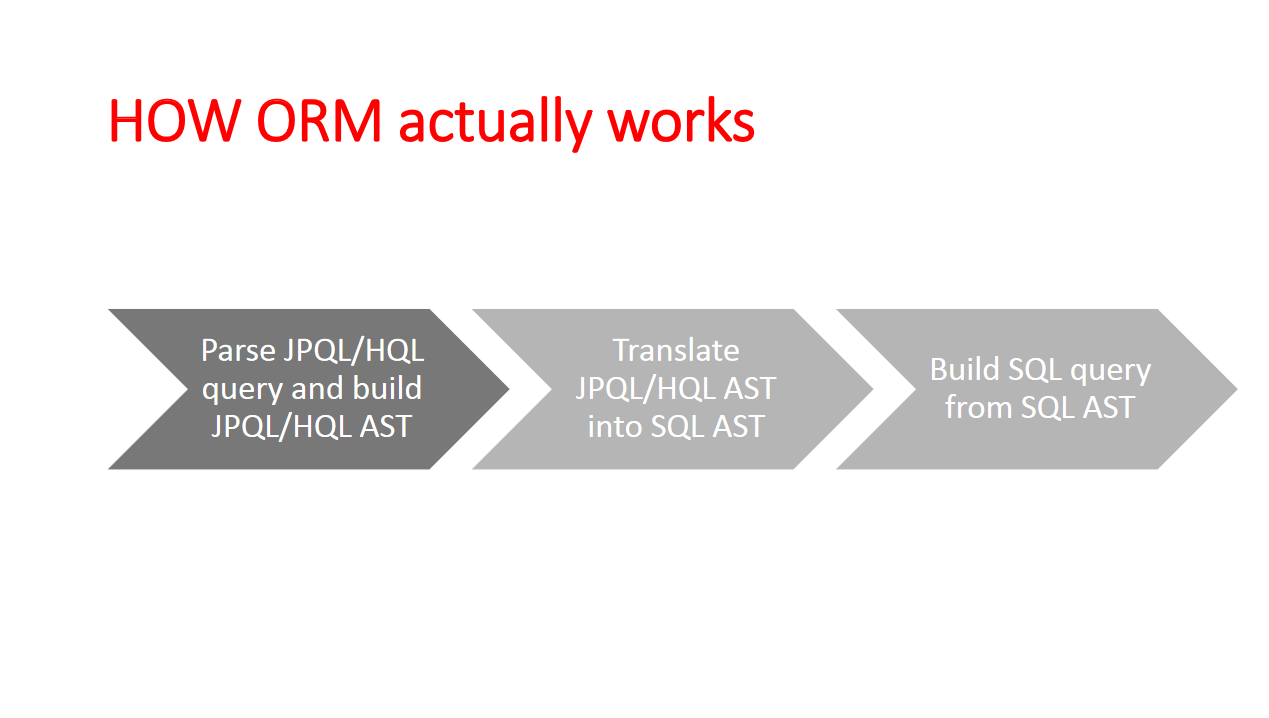 HOW ORM actually works
Parse JPQL/HQL
query and build
JPQL/HQL AST
Translate
JPQL/HQL AST
into SQL AST
Build SQL query
from SQL AST